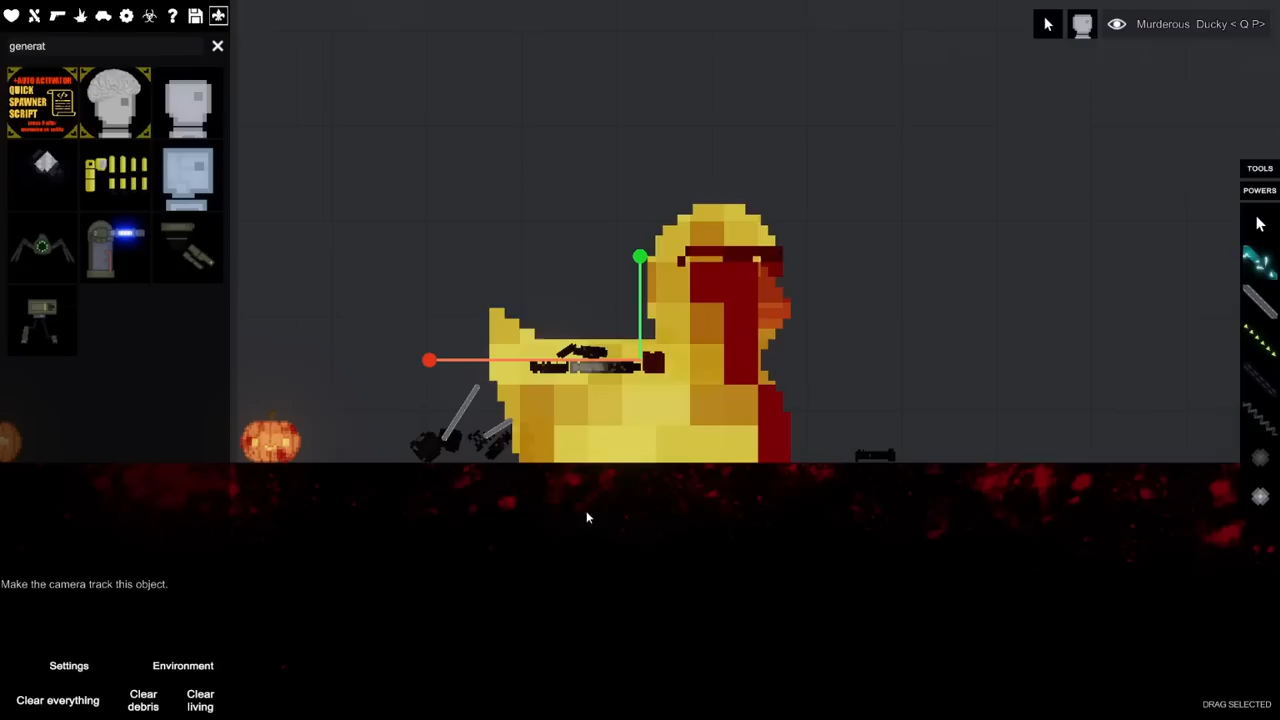 generat
+AUTO ACTIVATOR
QUICK
SPAWNER
SCRIPT
Murderous Ducky < Q P>
TOOLS
POWERS
Make the camera track this object.
Settings
Environment
Clear everything
Clear
debris
Clear
living
DRAG SELECTED